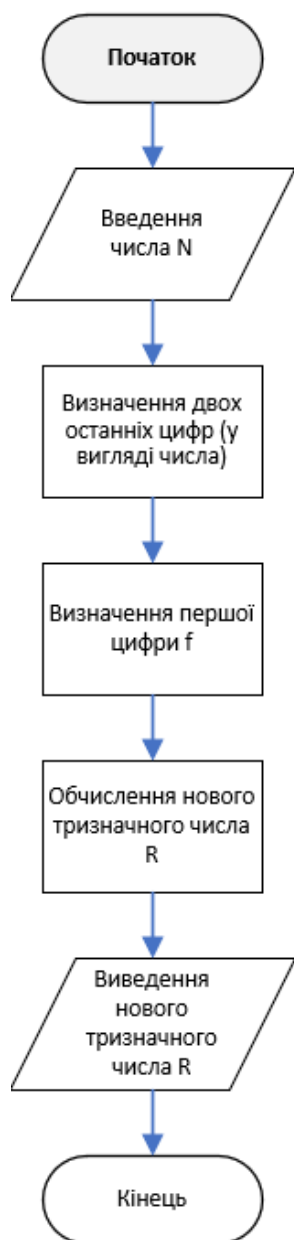 Початок
Введення
числа N
Визначення двох
останніх цифр (у
вигляді числа)
Визначення першої
цифри f
Обчислення нового
тризначного числа
R
Виведення
нового
тризначного
числа R
Кінець